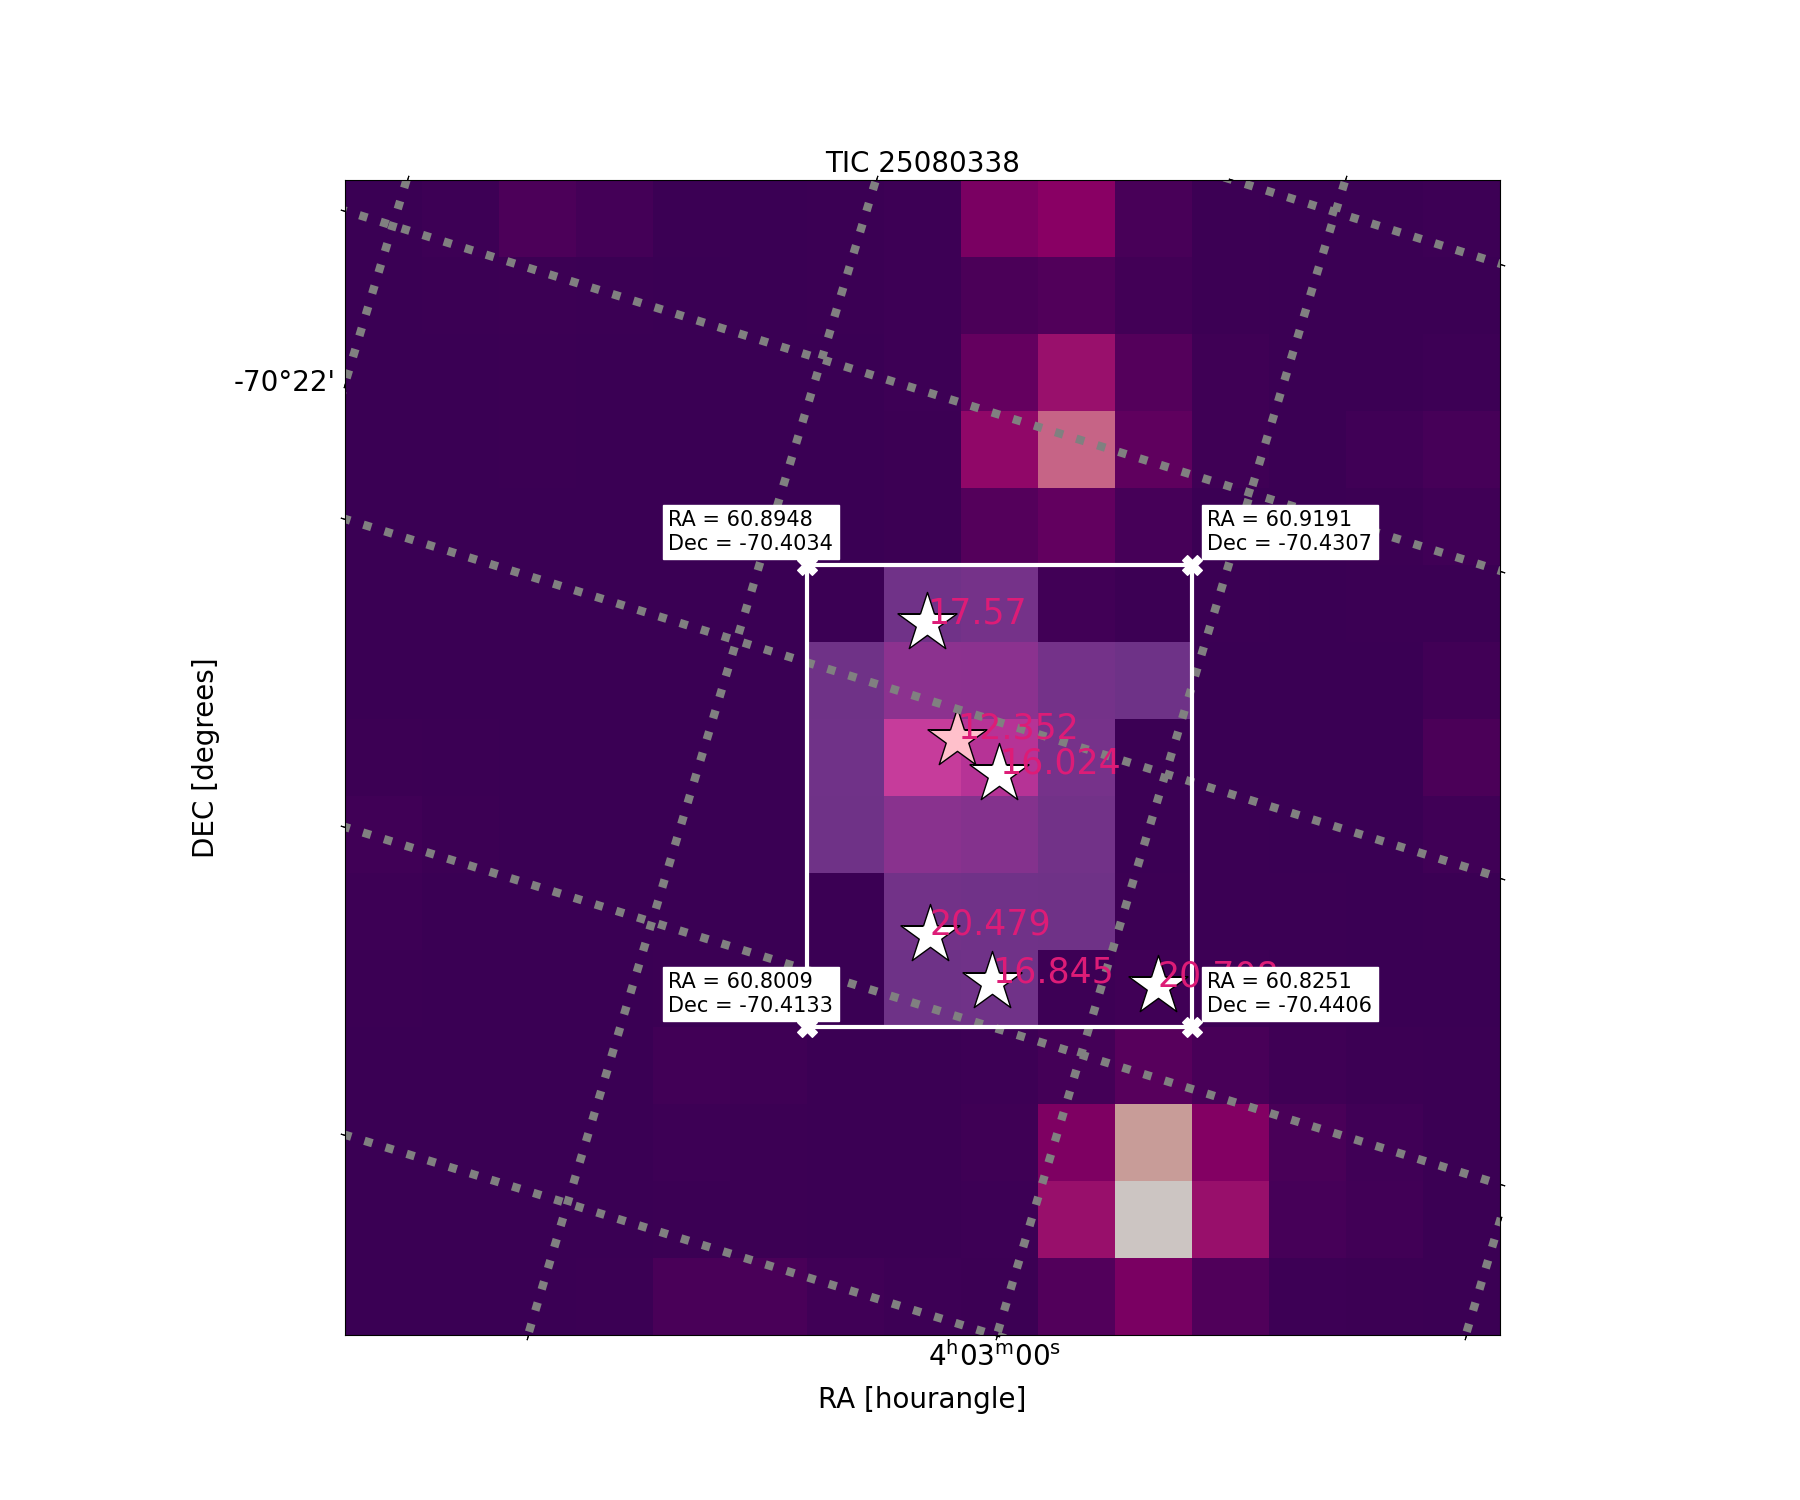 TIC 25080338
-70°22'
RA = 60.8948
Dec = -70.4034
RA = 60.9191
Dec = -70.4307
17.57
12.352
16.024
DEC [degrees]
20.479
16.845
RA = 60.8009
Dec = -70.4133
RA = 60.8251
Dec = -70.4406
4h03m00s
RA [hourangle]